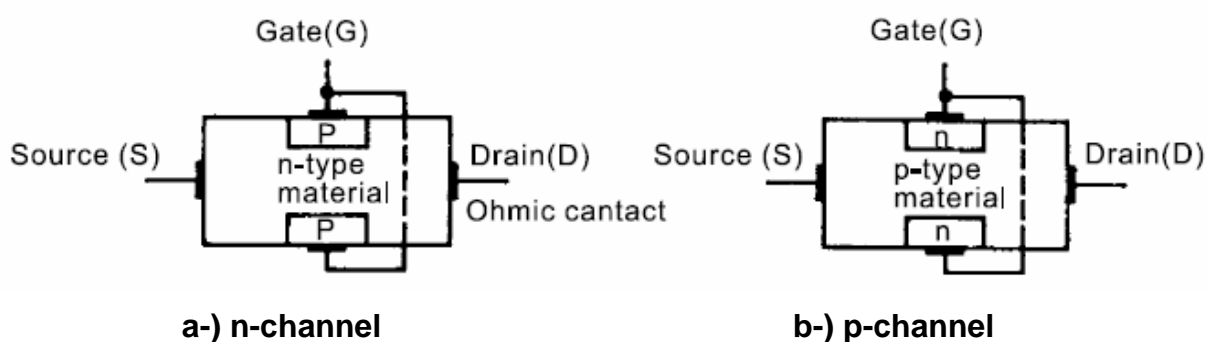 Gate(G)
P
Source (S)
n-type
material
Drain(D)
Ohmic cantact
P
a-) n-channel
Gate(G)
n
Source (S)
p-type
material
Drain(D)
n
b-) p-channel